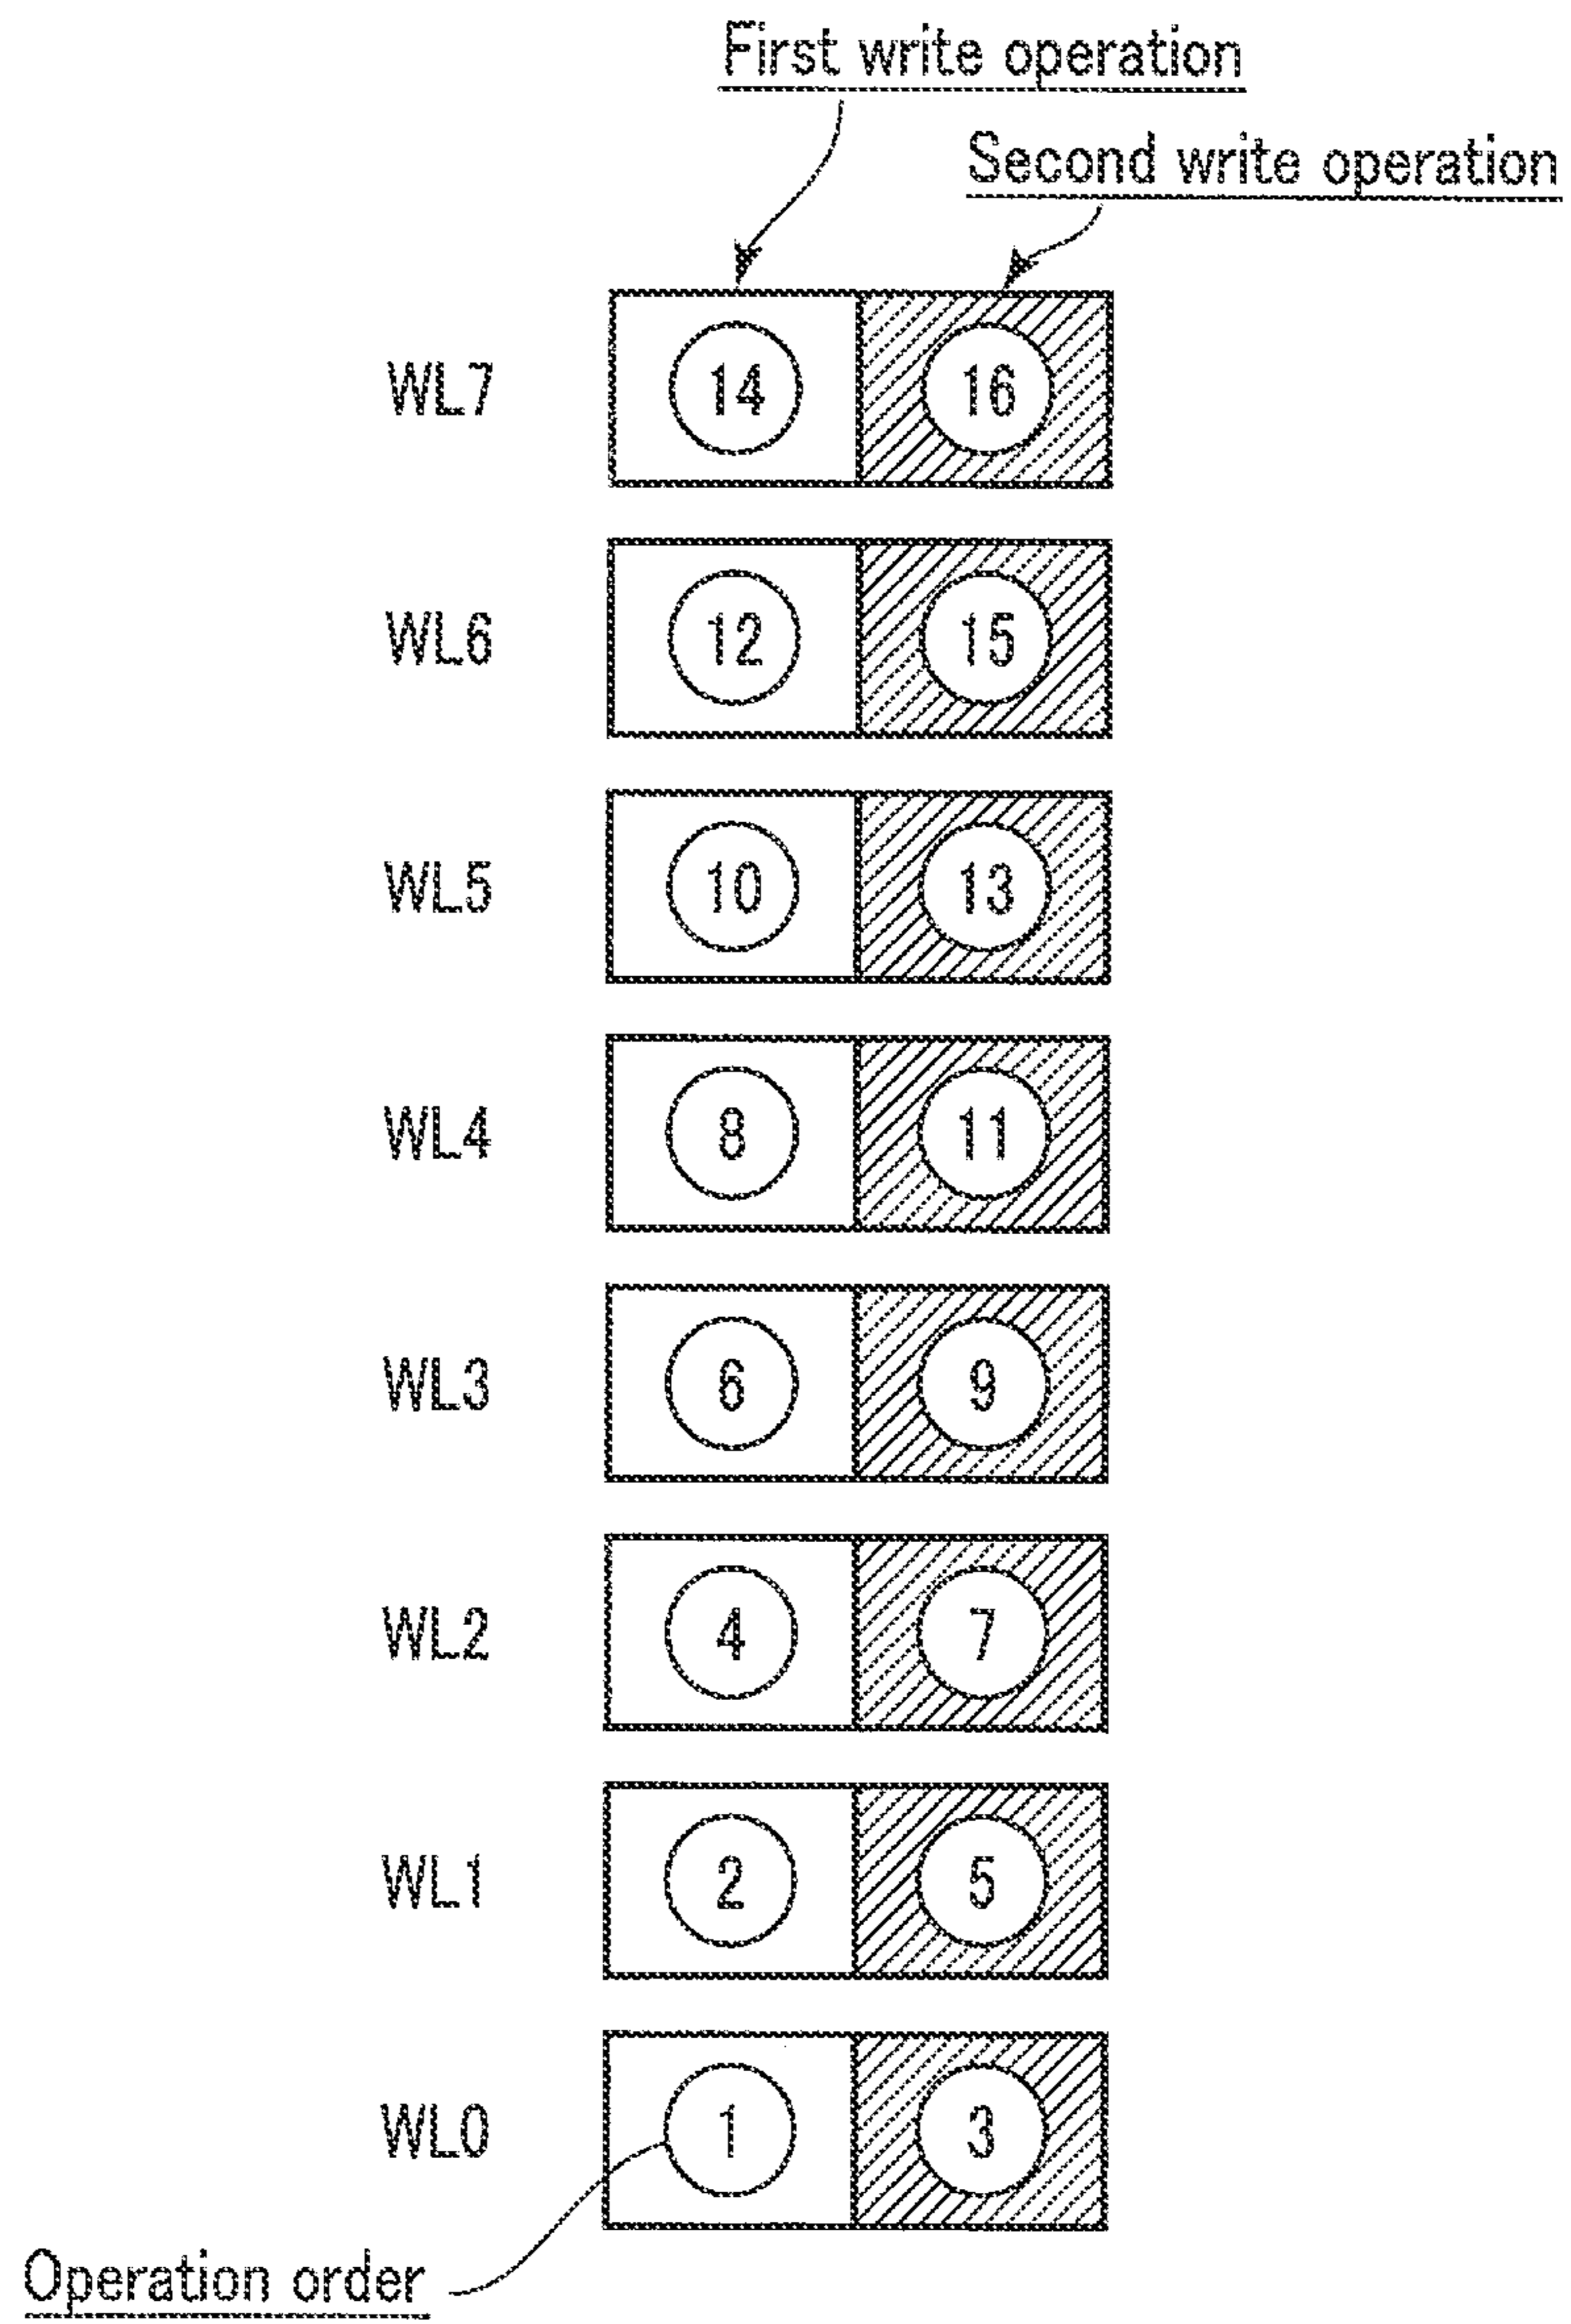 First write operation
Second write operation
WL7 14 16
WL6 12 15
WL5 10 13
WL4 8 11
WL3 6 9
WL2 4 7
WL1 2 5
WL0 1 3
Operation order